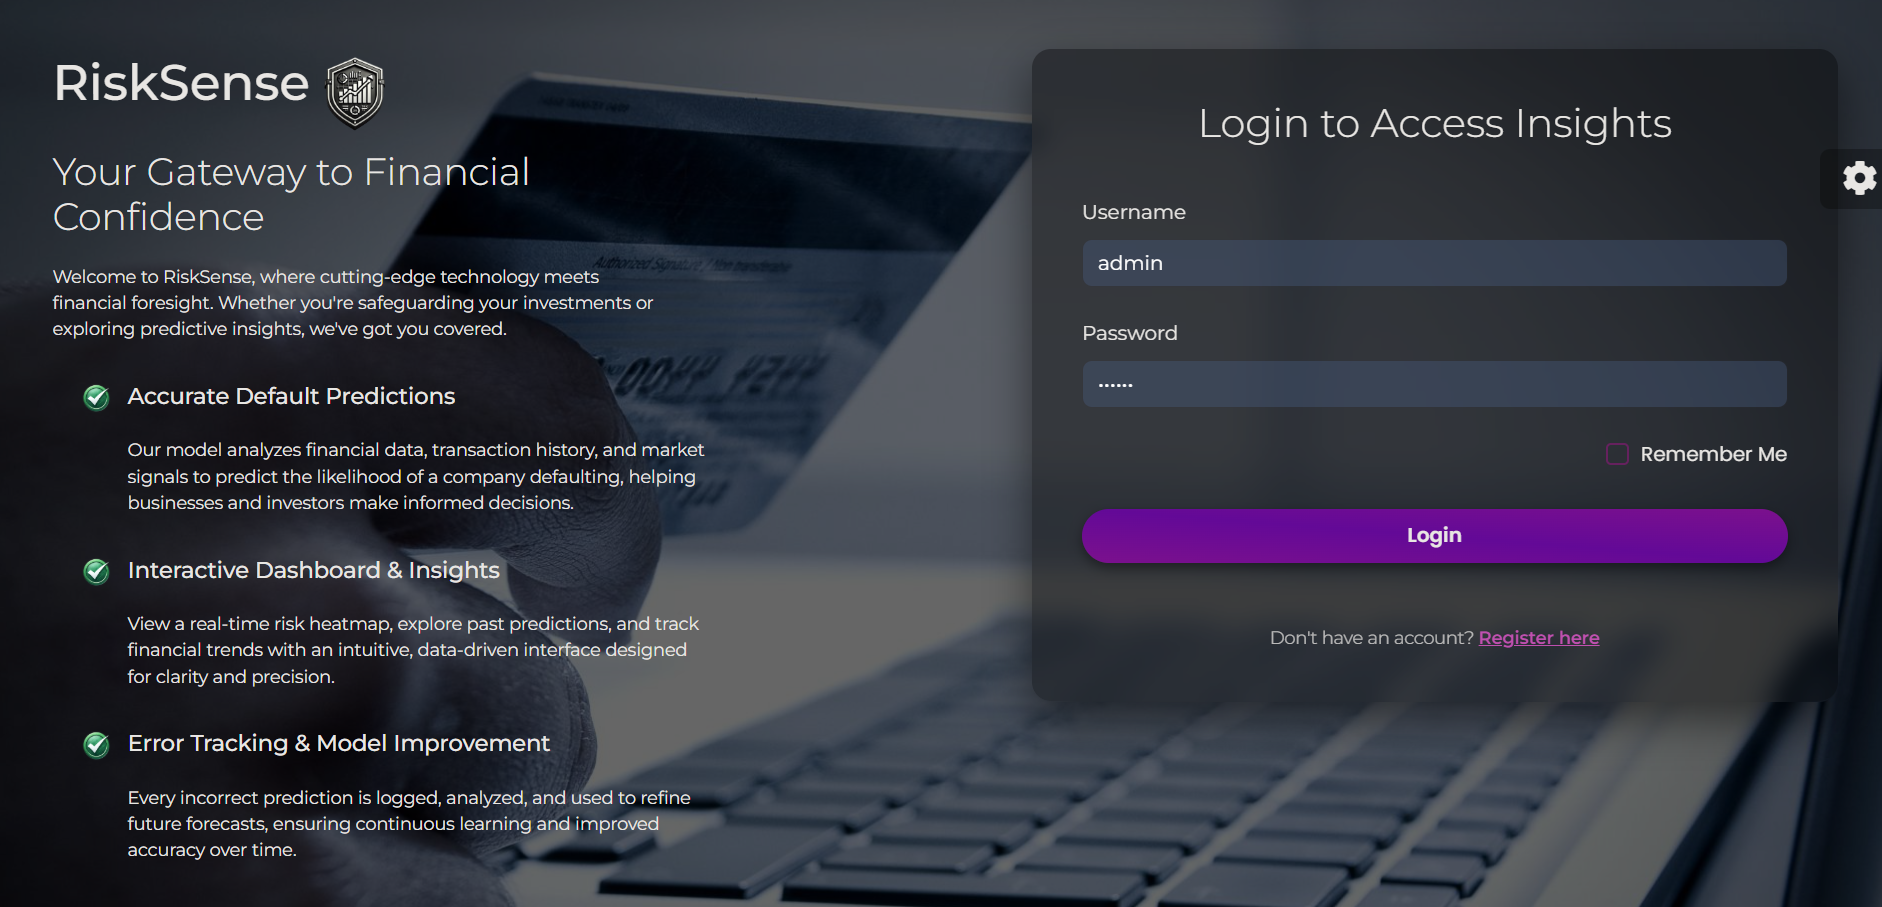 RiskSense
Your Gateway to Financial
Confidence
Welcome to RiskSense, where cutting-edge technology meets
financial foresight. Whether you're safeguarding your investments or
exploring predictive insights, we've got you covered.
Accurate Default Predictions
Our model analyzes financial data, transaction history, and market
signals to predict the likelihood of a company defaulting, helping
businesses and investors make informed decisions.
Interactive Dashboard & Insights
View a real-time risk heatmap, explore past predictions, and track
financial trends with an intuitive, data-driven interface designed
for clarity and precision.
Error Tracking & Model Improvement
Every incorrect prediction is logged, analyzed, and used to refine
future forecasts, ensuring continuous learning and improved
accuracy over time.
Authorized Signature / Non transferable
Login to Access Insights
Username
admin
Password
······
Remember Me
Login
Don't have an account? Register here